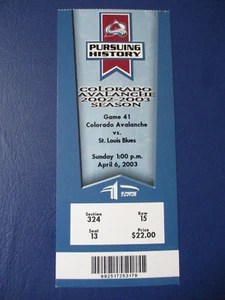 PURSUING
HISTORY
COLORADO
AVALANCHE
2002-2003
SEASON
Game 41
Colorado Avalanche
vs.
St. Louis Blues
Sunday 1:00 p.m.
April 6, 2003
Section Row
324 15
Seat Price
13 $22.00